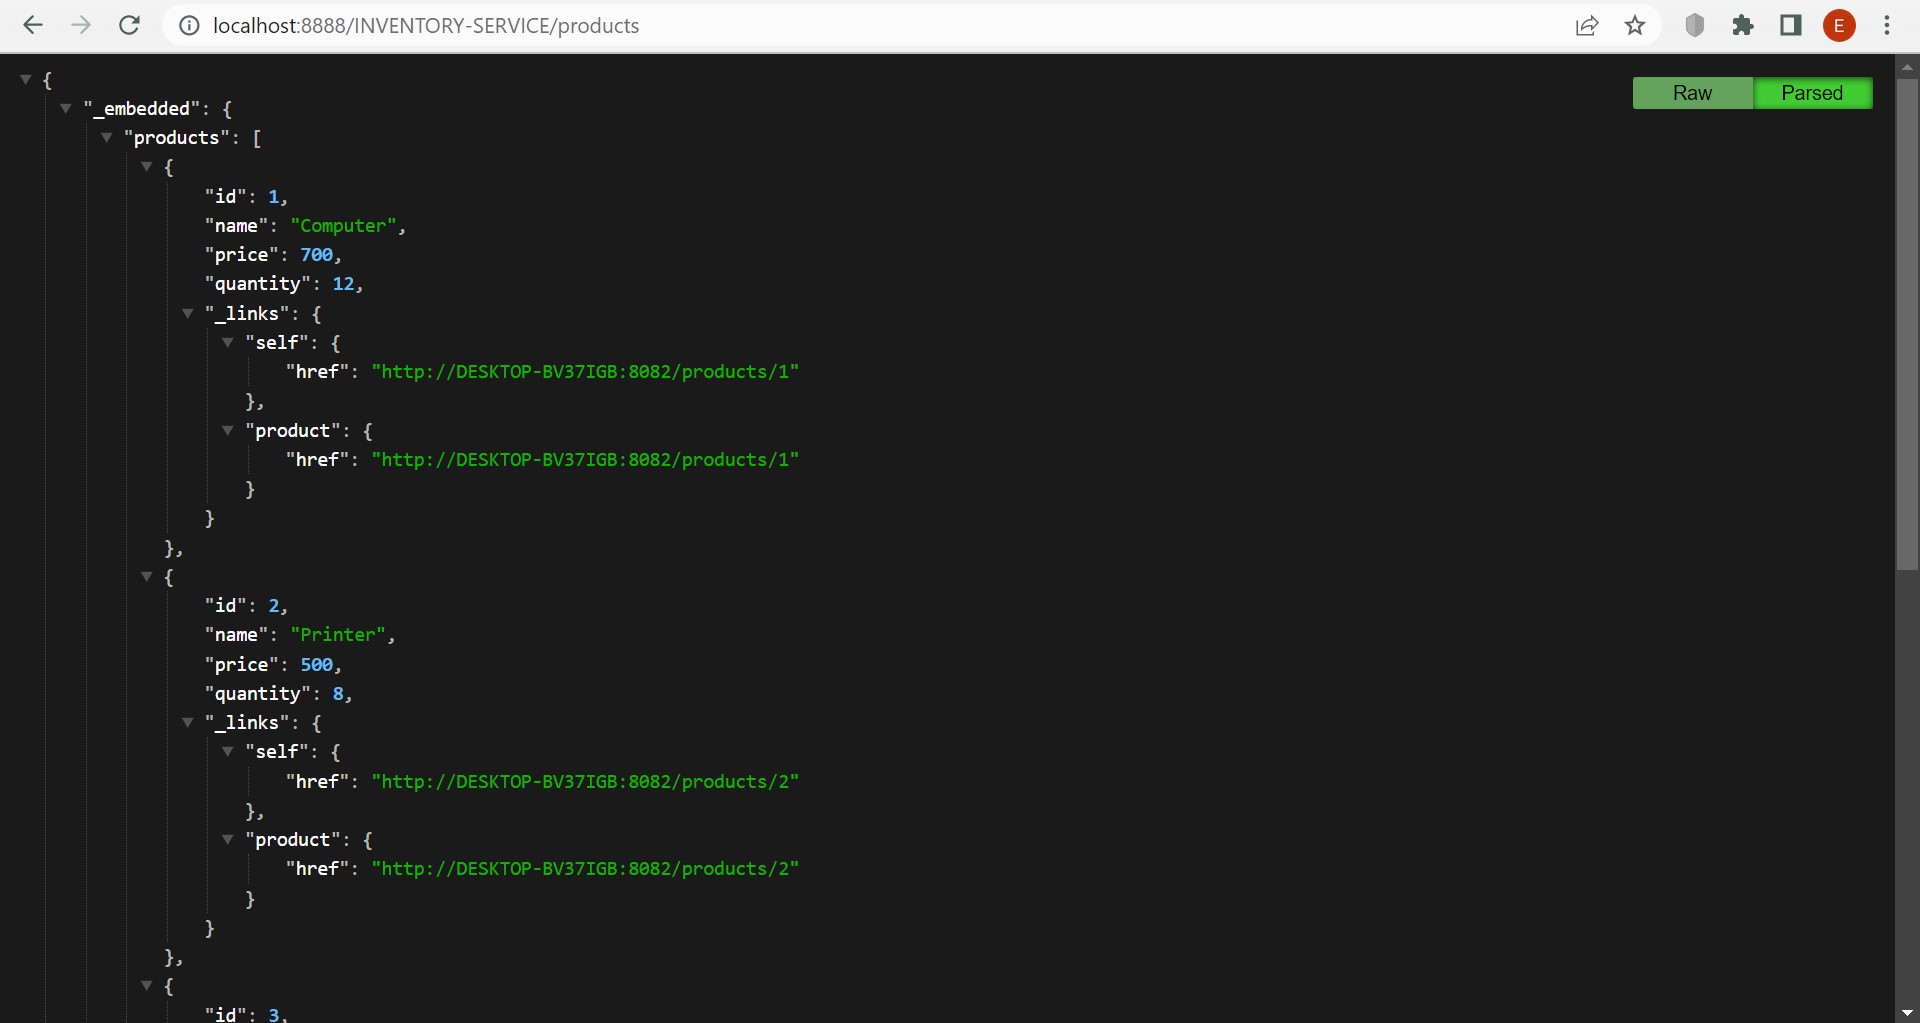 localhost:8888/INVENTORY-SERVICE/products
E
Raw Parsed
{
"_embedded": {
"products": [
{
"id": 1,
"name": "Computer",
"price": 700,
"quantity": 12,
"_links": {
"self": {
"href": "http://DESKTOP-BV37IGB:8082/products/1"
},
"product": {
"href": "http://DESKTOP-BV37IGB:8082/products/1"
}
}
},
{
"id": 2,
"name": "Printer",
"price": 500,
"quantity": 8,
"_links": {
"self": {
"href": "http://DESKTOP-BV37IGB:8082/products/2"
},
"product": {
"href": "http://DESKTOP-BV37IGB:8082/products/2"
}
}
},
{
"id": 3,